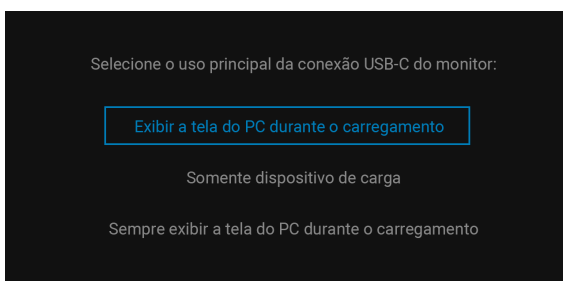 Selecione o uso principal da conexão USB-C do monitor:
Exibir a tela do PC durante o carregamento
Somente dispositivo de carga
Sempre exibir a tela do PC durante o carregamento